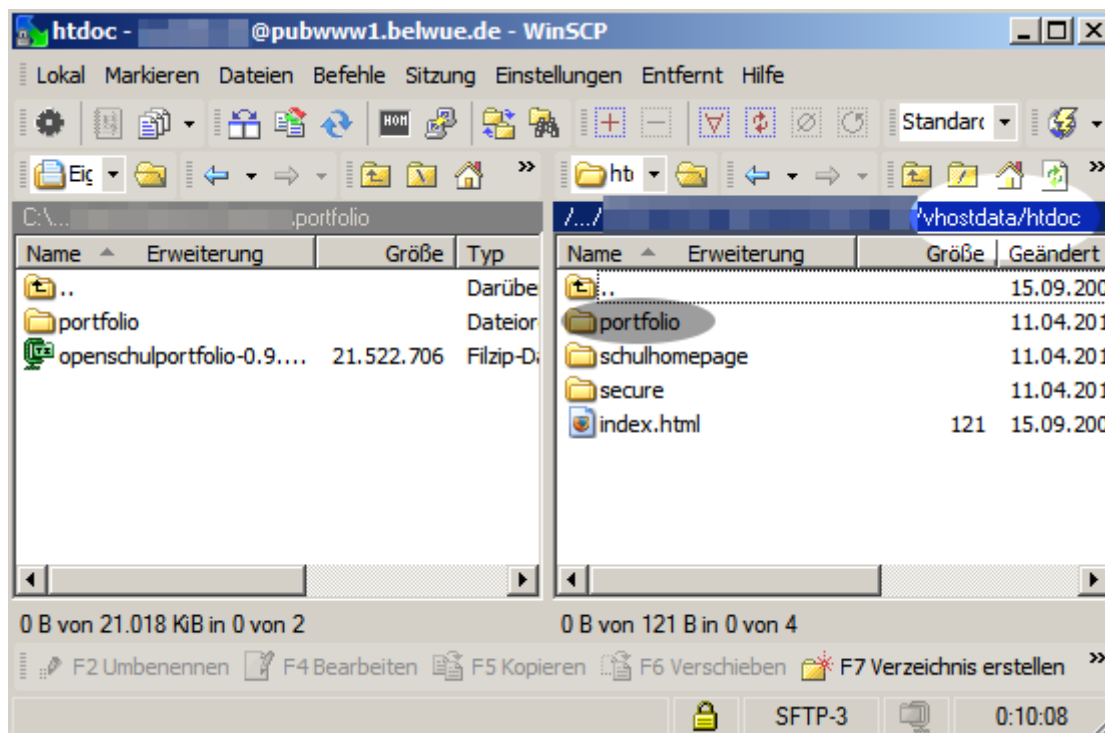 htdoc - @pubwww1.belwue.de - WinSCP
Lokal Markieren Dateien Befehle Sitzung Einstellungen Entfernt Hilfe
Standard
Eig htd
C:\... .portfolio
/.../ /vhostdata/htdoc
Name Erweiterung Größe Typ
..  Darübe
portfolio Dateior
openschulportfolio-0.9.... 21.522.706 Filzip-Da
Name Erweiterung Größe Geändert
.. 15.09.200
portfolio 11.04.201
schulhomepage 11.04.201
secure 11.04.201
index.html 121 15.09.200
0 B von 21.018 KiB in 0 von 2
0 B von 121 B in 0 von 4
F2 Umbenennen F4 Bearbeiten F5 Kopieren F6 Verschieben F7 Verzeichnis erstellen
SFTP-3 0:10:08